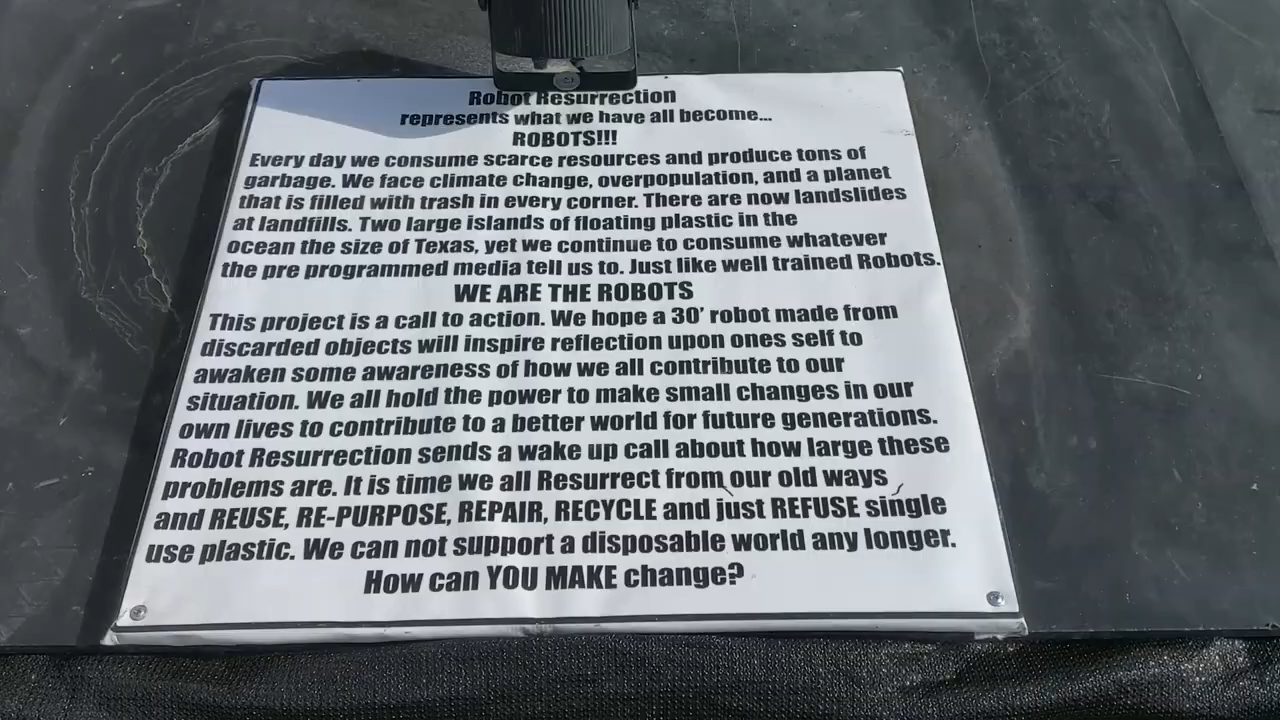 Robot Resurrection
represents what we have all become...
ROBOTS!!!
Every day we consume scarce resources and produce tons of
garbage. We face climate change, overpopulation, and a planet
that is filled with trash in every corner. There are now landslides
at landfills. Two large islands of floating plastic in the
ocean the size of Texas, yet we continue to consume whatever
the pre programmed media tell us to. Just like well trained Robots.
WE ARE THE ROBOTS
This project is a call to action. We hope a 30' robot made from
discarded objects will inspire reflection upon ones self to
awaken some awareness of how we all contribute to our
situation. We all hold the power to make small changes in our
own lives to contribute to a better world for future generations.
Robot Resurrection sends a wake up call about how large these
problems are. It is time we all Resurrect from our old ways
and REUSE, RE-PURPOSE, REPAIR, RECYCLE and just REFUSE single
use plastic. We can not support a disposable world any longer.
How can YOU MAKE change?